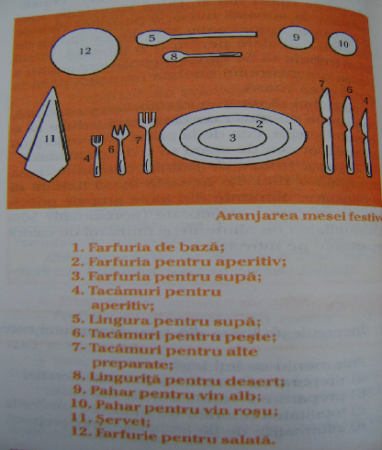 12
5
8
9
10
11
4
6
7
3
2
1
7
6
4
Aranjarea mesei festive
1. Farfuria de bază;
2. Farfuria pentru aperitiv;
3. Farfuria pentru supă;
4. Tacâmuri pentru
aperitiv;
5. Lingura pentru supă;
6. Tacâmuri pentru pește;
7- Tacâmuri pentru alte
preparate;
8. Linguriță pentru desert;
9. Pahar pentru vin alb;
10. Pahar pentru vin roșu;
11. Șervet;
12. Farfurie pentru salată.